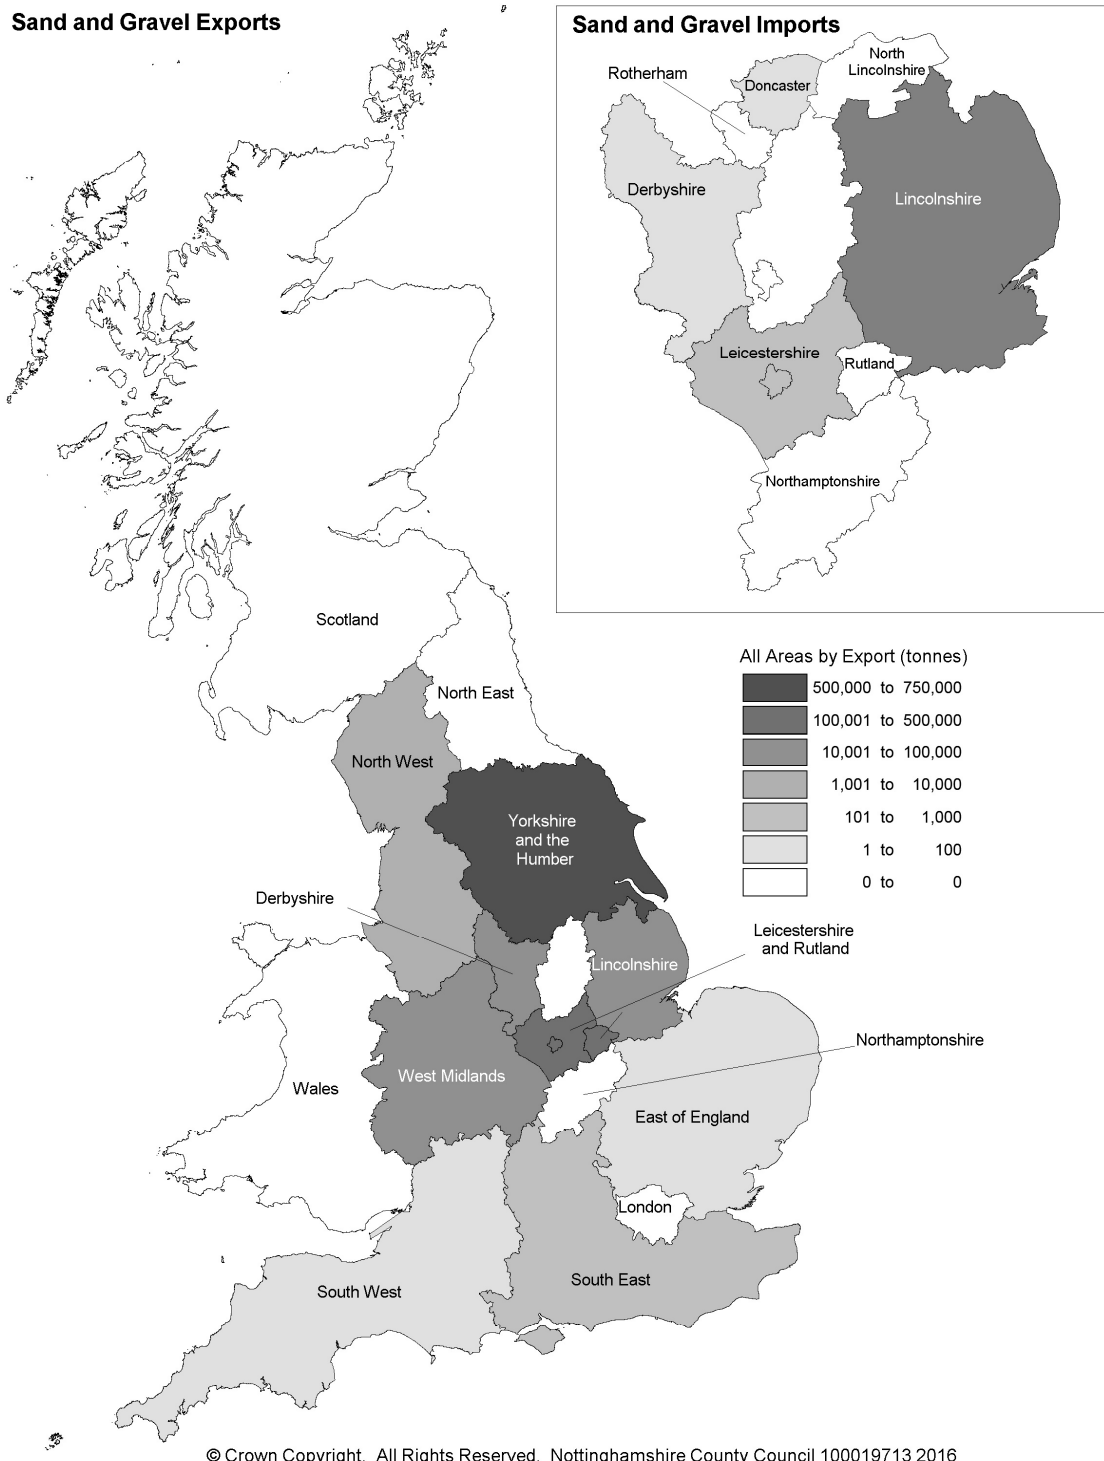 Sand and Gravel Exports
Sand and Gravel Imports
North
Lincolnshire
Rotherham
Doncaster
Derbyshire
Lincolnshire
Leicestershire
Rutland
Northamptonshire
Scotland
North East
North West
Yorkshire
and the
Humber
Derbyshire
Lincolnshire
Leicestershire
and Rutland
Northamptonshire
West Midlands
Wales
East of England
London
South East
South West
All Areas by Export (tonnes)
500,000 to 750,000
100,001 to 500,000
10,001 to 100,000
1,001 to 10,000
101 to 1,000
1 to 100
0 to 0
© Crown Copyright. All Rights Reserved. Nottinghamshire County Council 100019713 2016